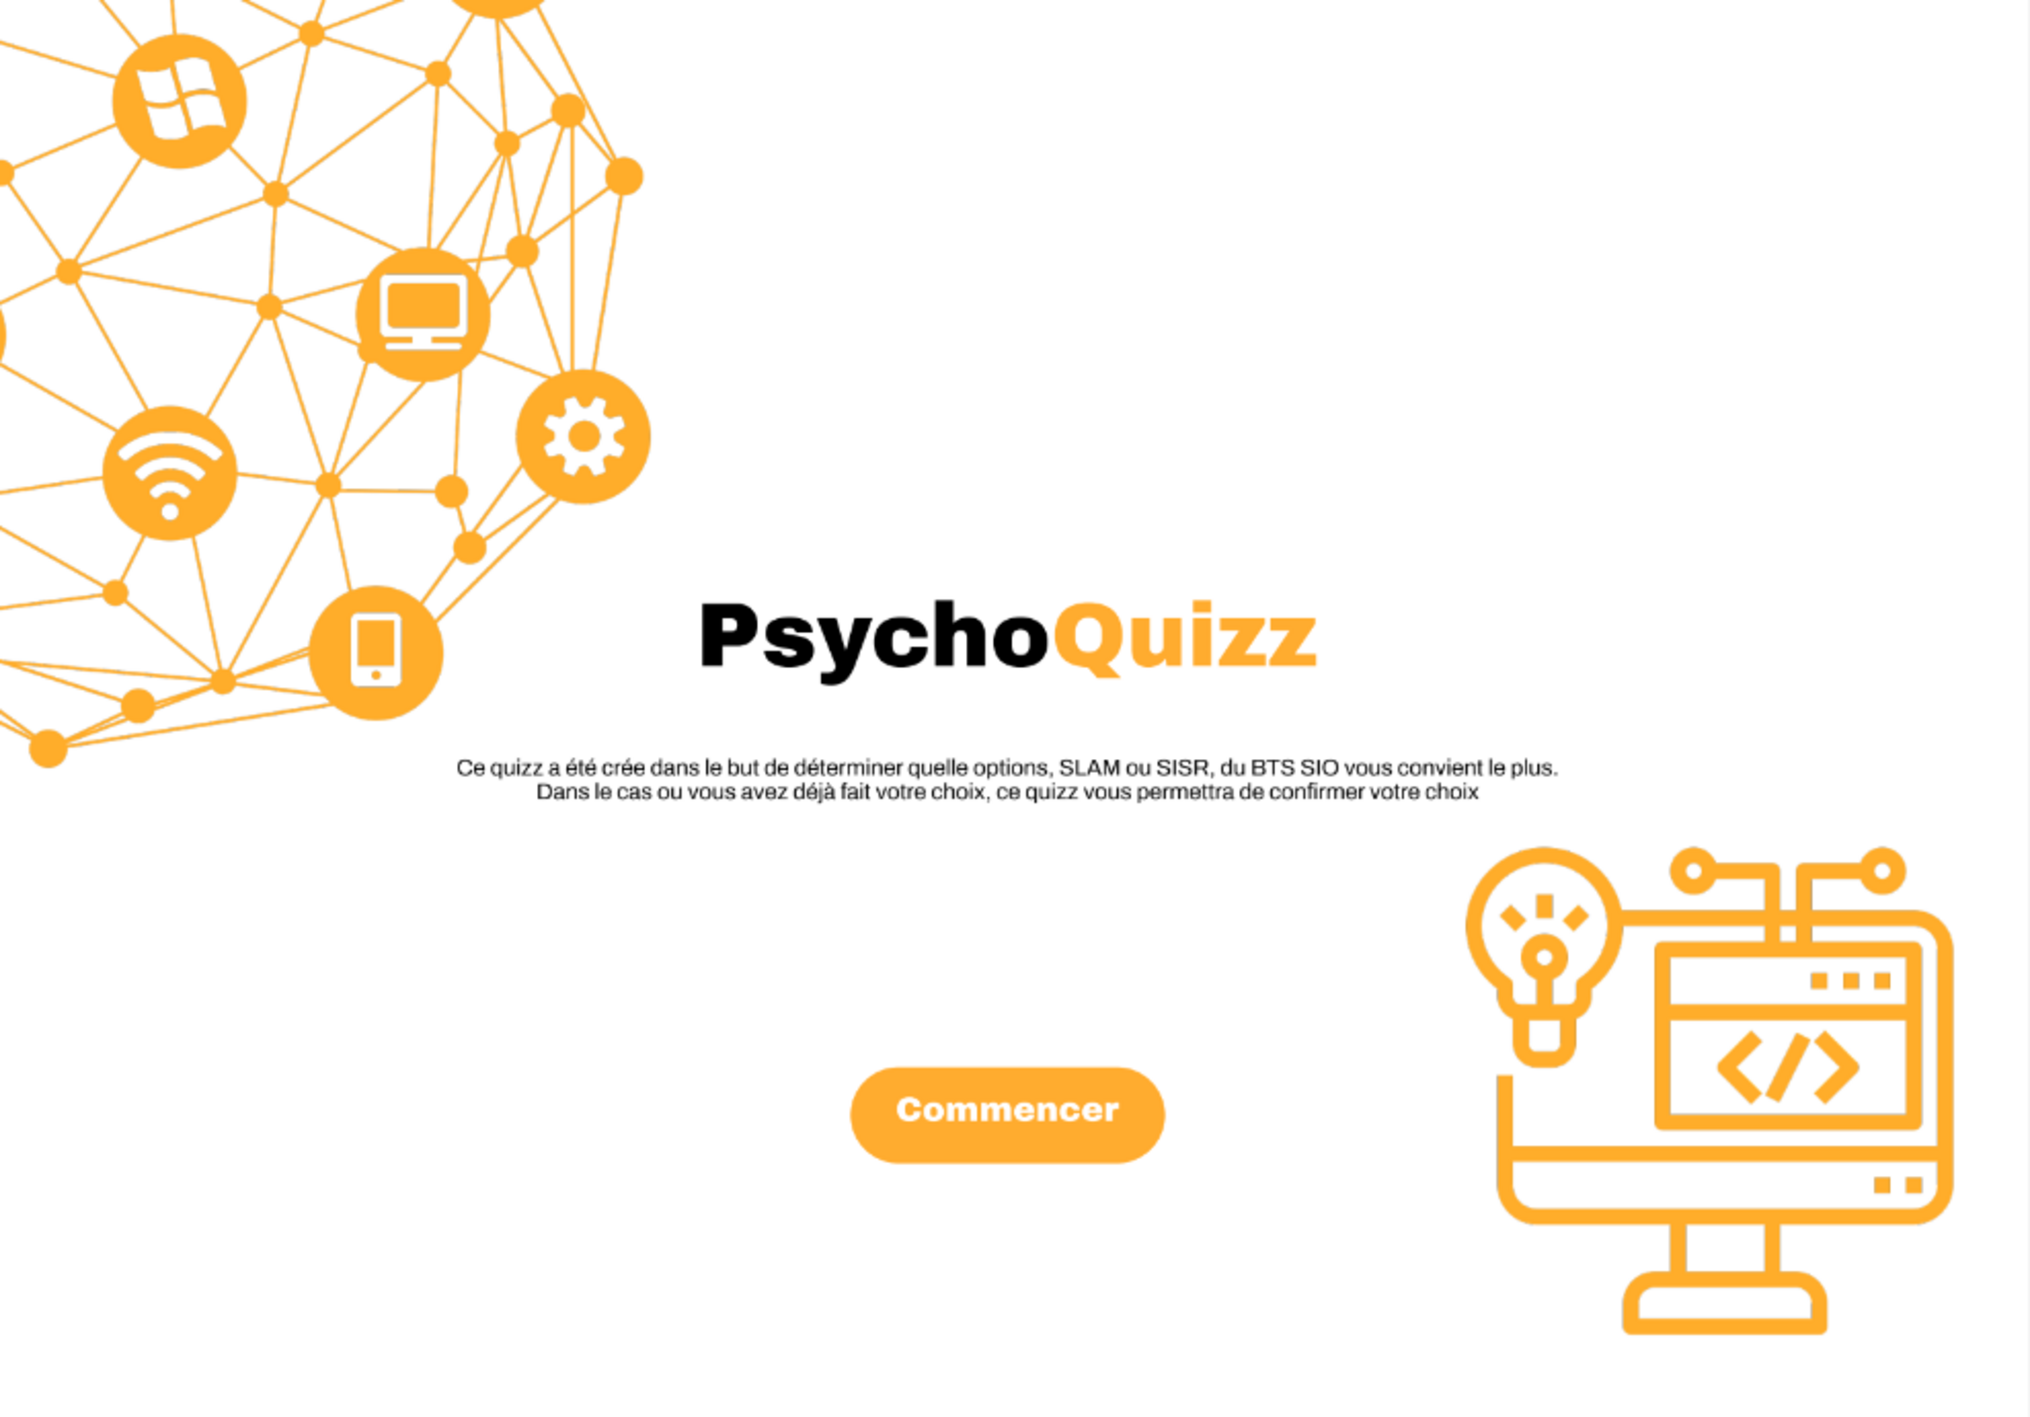 PsychoQuizz
Ce quizz a été crée dans le but de déterminer quelle options, SLAM ou SISR, du BTS SIO vous convient le plus.
Dans le cas ou vous avez déjà fait votre choix, ce quizz vous permettra de confirmer votre choix
</>
Commencer